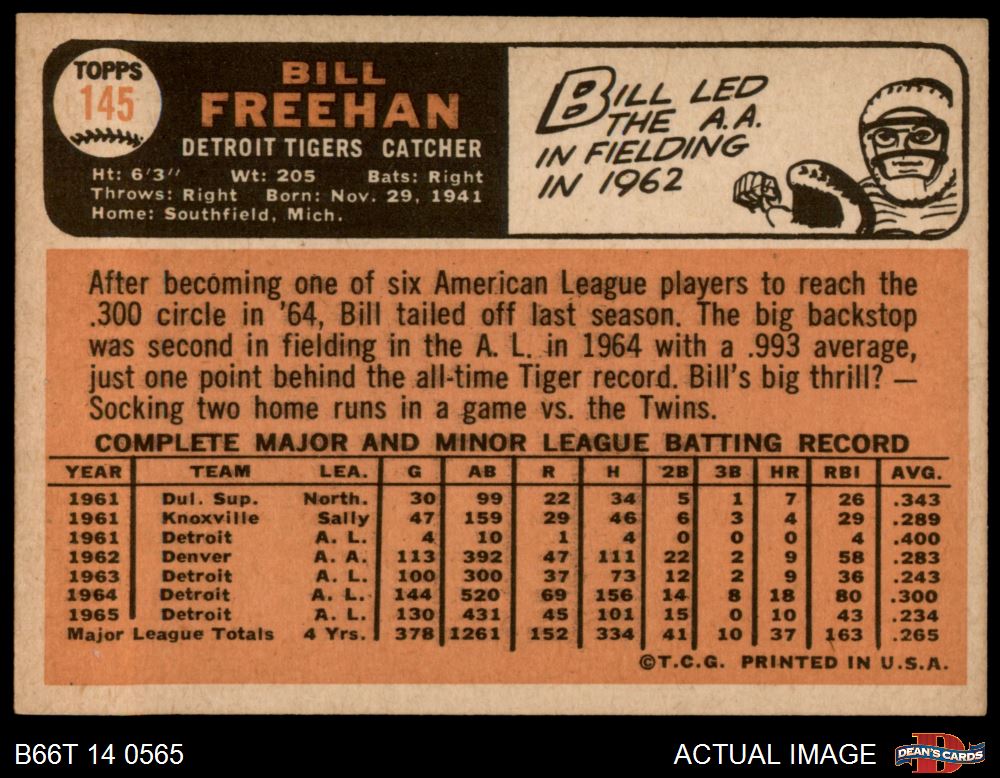 TOPPS
145
BILL
FREEHAN
DETROIT TIGERS CATCHER
Ht: 6'3" Wt: 205 Bats: Right
Throws: Right Born: Nov. 29, 1941
Home: Southfield, Mich.
BILL LED
THE A.A.
IN FIELDING
IN 1962
After becoming one of six American League players to reach the
.300 circle in '64, Bill tailed off last season. The big backstop
was second in fielding in the A. L. in 1964 with a .993 average,
just one point behind the all-time Tiger record. Bill's big thrill? —
Socking two home runs in a game vs. the Twins.
COMPLETE MAJOR AND MINOR LEAGUE BATTING RECORD
YEAR TEAM LEA. G AB R H 2B 3B HR RBI AVG.
1961 Dul. Sup. North. 30 99 22 34 5 1 7 26 .343
1961 Knoxville Sally 47 159 29 46 6 3 4 29 .289
1961 Detroit A. L. 4 10 1 4 0 0 0 4 .400
1962 Denver A. A. 113 392 47 111 22 2 9 58 .283
1963 Detroit A. L. 100 300 37 73 12 2 9 36 .243
1964 Detroit A. L. 144 520 69 156 14 8 18 80 .300
1965 Detroit A. L. 130 431 45 101 15 0 10 43 .234
Major League Totals 4 Yrs. 378 1261 152 334 41 10 37 163 .265
©T.C.G. PRINTED IN U.S.A.
B66T 14 0565
ACTUAL IMAGE
D
DEAN'S CARDS